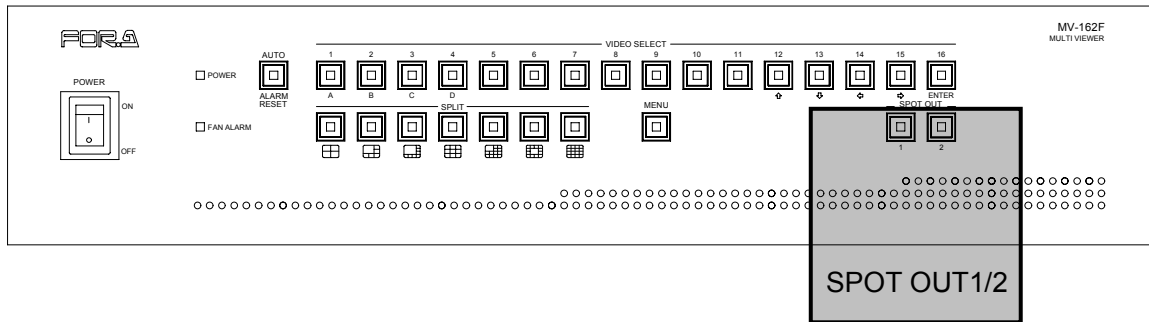 FOR.A
MV-162F
MULTI VIEWER
VIDEO SELECT
POWER
ON
I
O
OFF
POWER
FAN ALARM
AUTO
ALARM
RESET
1 2 3 4 5 6 7 8 9 10 11 12 13 14 15 16
A B C D ENTER
SPLIT
MENU
SPOT OUT
1 2
SPOT OUT1/2